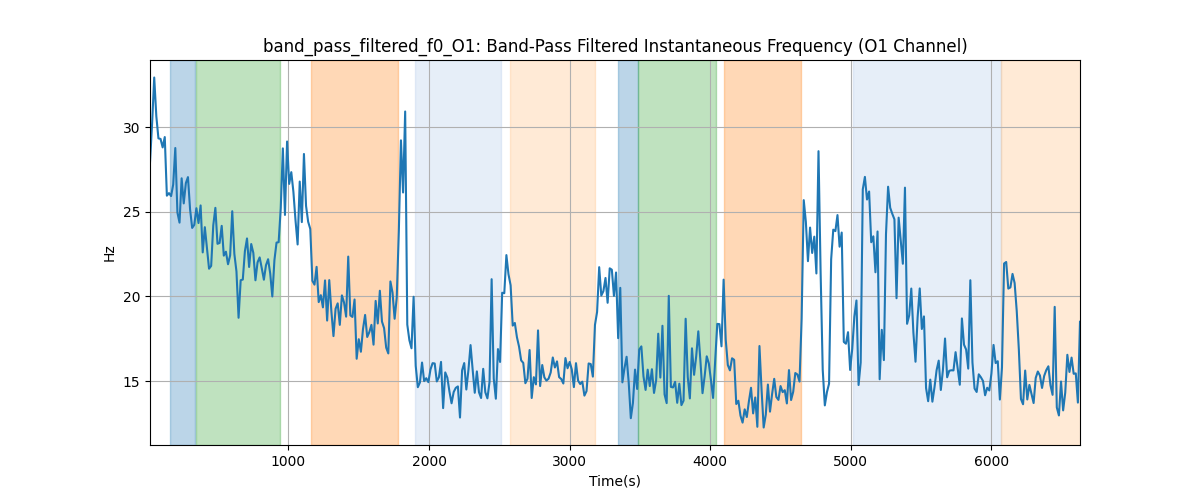 band_pass_filtered_f0_O1: Band-Pass Filtered Instantaneous Frequency (O1 Channel)
30
25
20
15
Hz
1000 2000 3000 4000 5000 6000
Time(s)